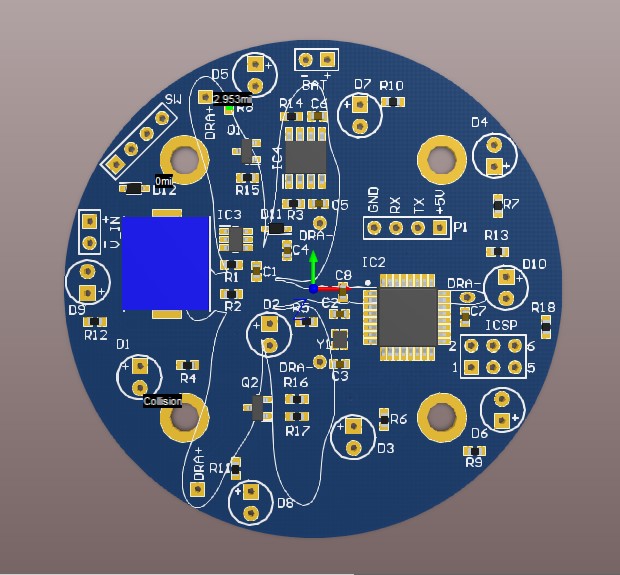 BAT
D5
D7
R10
SW
2.953mil
R14
C6
R8
DRA+
Q1
D4
IC4
0mil
R15
D12
R7
GND
RX
TX
+5V
P1
IC3
D11
R3
C5
DRA-
V_IN
C4
R13
R1
C1
IC2
C8
DRA-
D10
D9
R2
D2
R5
C2
C7
R18
R12
ICSP
D1
Y1
2
6
DRA-
1
5
R4
C3
Q2
R16
Collision
R17
R6
D6
D3
R9
DRA+
R11
D8